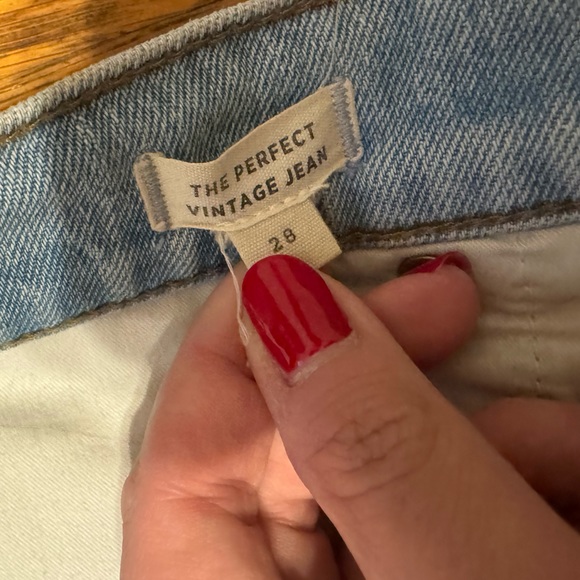 THE PERFECT
VINTAGE JEAN
28